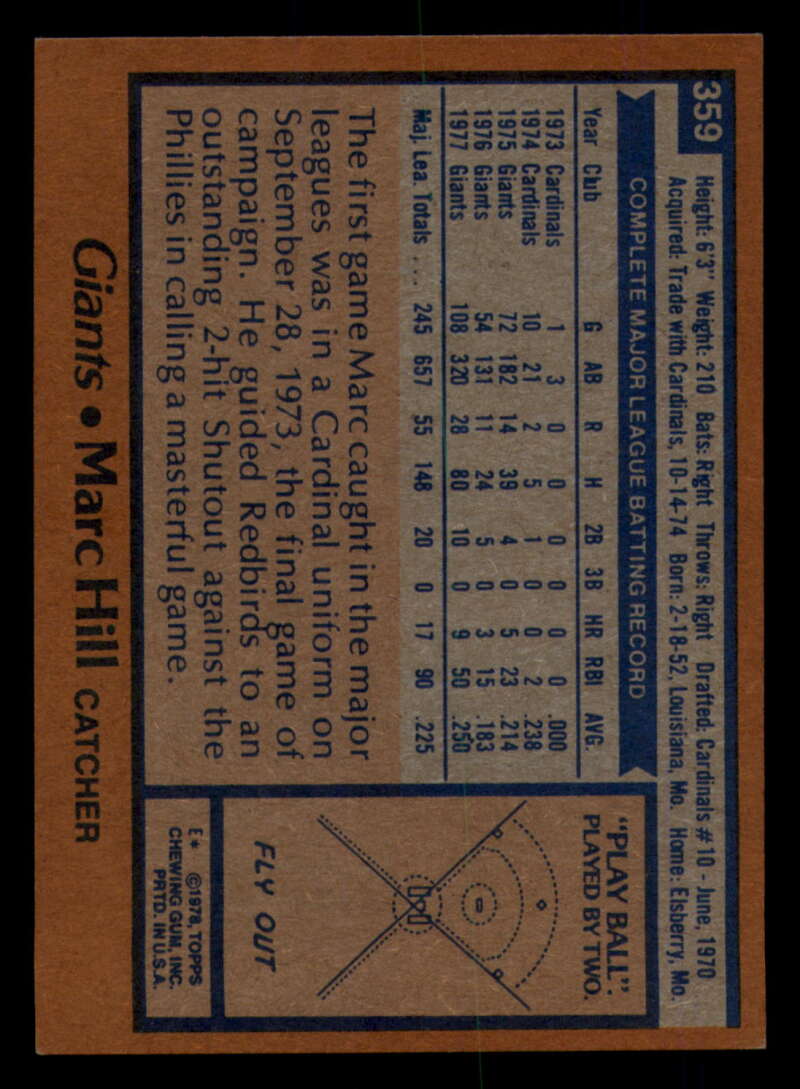 359
Height: 6'3" Weight: 210 Bats: Right Throws: Right Drafted: Cardinals #10 - June, 1970
Acquired: Trade with Cardinals, 10-14-74 Born: 2-18-52, Louisiana, Mo. Home: Elsberry, Mo.
COMPLETE MAJOR LEAGUE BATTING RECORD
Year Club G AB R H 2B 3B HR RBI AVG.
1973 Cardinals 1 3 0 0 0 0 0 0 .000
1974 Cardinals 10 21 2 5 1 0 0 2 .238
1975 Giants 72 182 14 39 4 0 5 23 .214
1976 Giants 54 131 11 24 5 0 3 15 .183
1977 Giants 108 320 28 80 10 0 9 50 .250
Maj. Lea. Totals ... 245 657 55 148 20 0 17 90 .225
The first game Marc caught in the major
leagues was in a Cardinal uniform on
September 28, 1973, the final game of
campaign. He guided Redbirds to an
outstanding 2-hit Shutout against the
Phillies in calling a masterful game.
"PLAY BALL":
PLAYED BY TWO.
FLY OUT
E* ©1978, TOPPS
CHEWING GUM, INC.
PRTD. IN U.S.A.
Giants • Marc Hill CATCHER